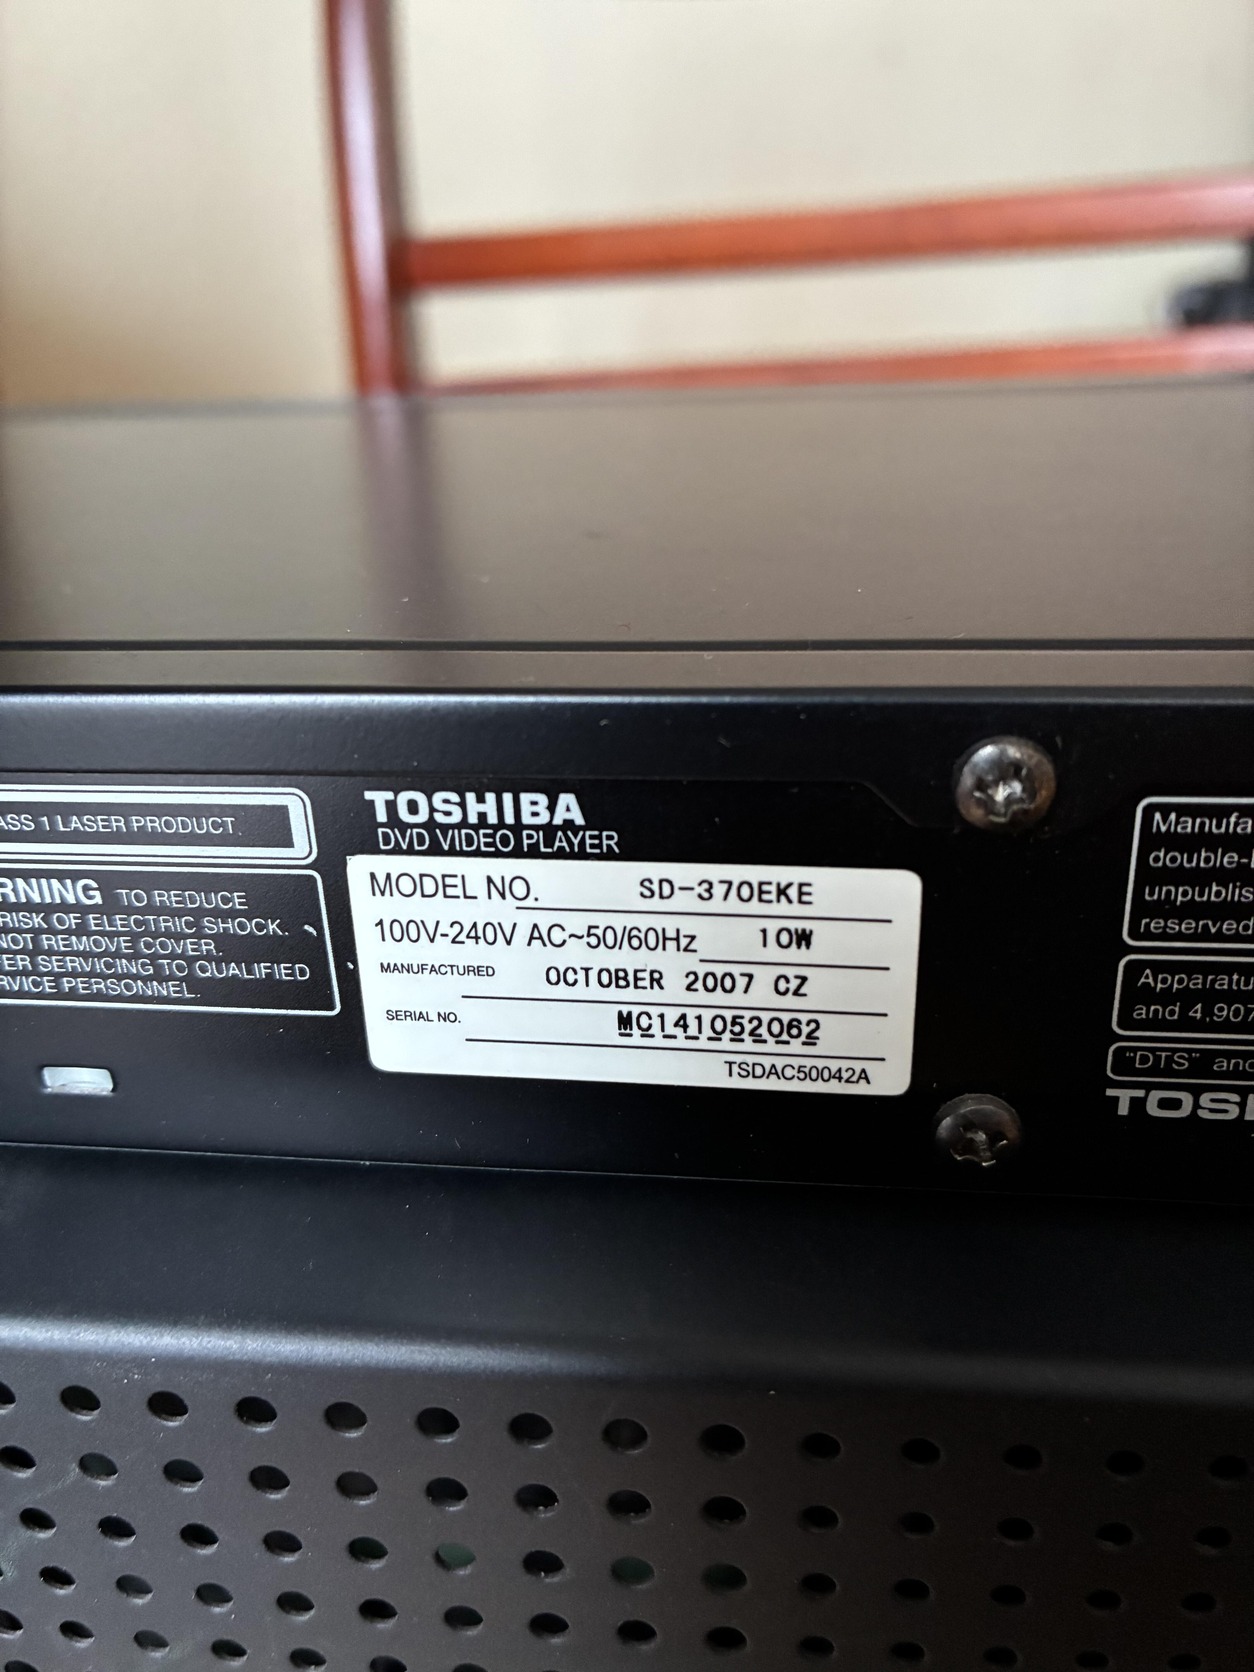 ASS 1 LASER PRODUCT.
RNING TO REDUCE
RISK OF ELECTRIC SHOCK.
NOT REMOVE COVER.
FER SERVICING TO QUALIFIED
RVICE PERSONNEL.
TOSHIBA
DVD VIDEO PLAYER
MODEL NO. SD-370EKE
100V-240V AC~50/60Hz 10W
MANUFACTURED OCTOBER 2007 CZ
SERIAL NO. MC141052062
TSDAC50042A
Manufa
double-
unpublis
reserved
Apparatu
and 4,907
"DTS" and
TOSH